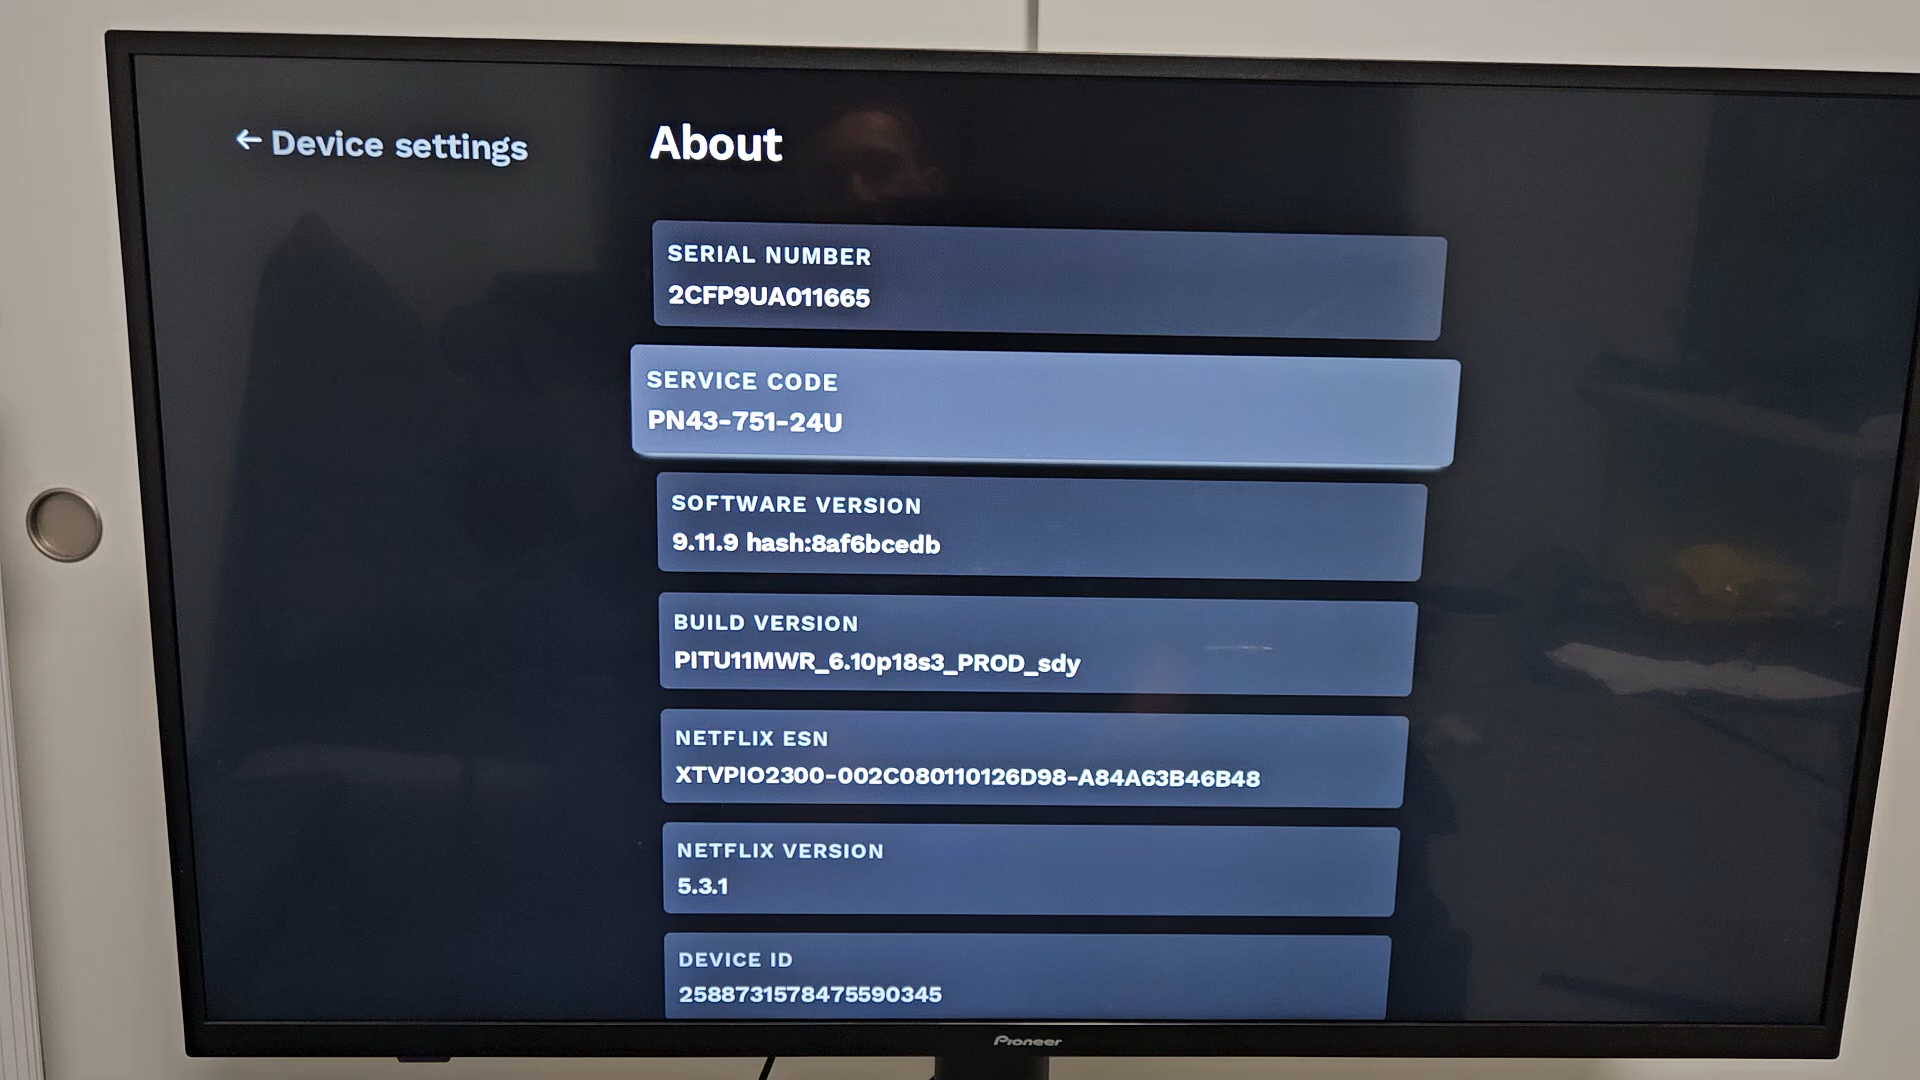 ← Device settings
About
SERIAL NUMBER
2CFP9UA011665
SERVICE CODE
PN43-751-24U
SOFTWARE VERSION
9.11.9 hash:8af6bcedb
BUILD VERSION
PITU11MWR_6.10p18s3_PROD_sdy
NETFLIX ESN
XTVPIO2300-002C080110126D98-A84A63B46B48
NETFLIX VERSION
5.3.1
DEVICE ID
2588731578475590345
Pioneer